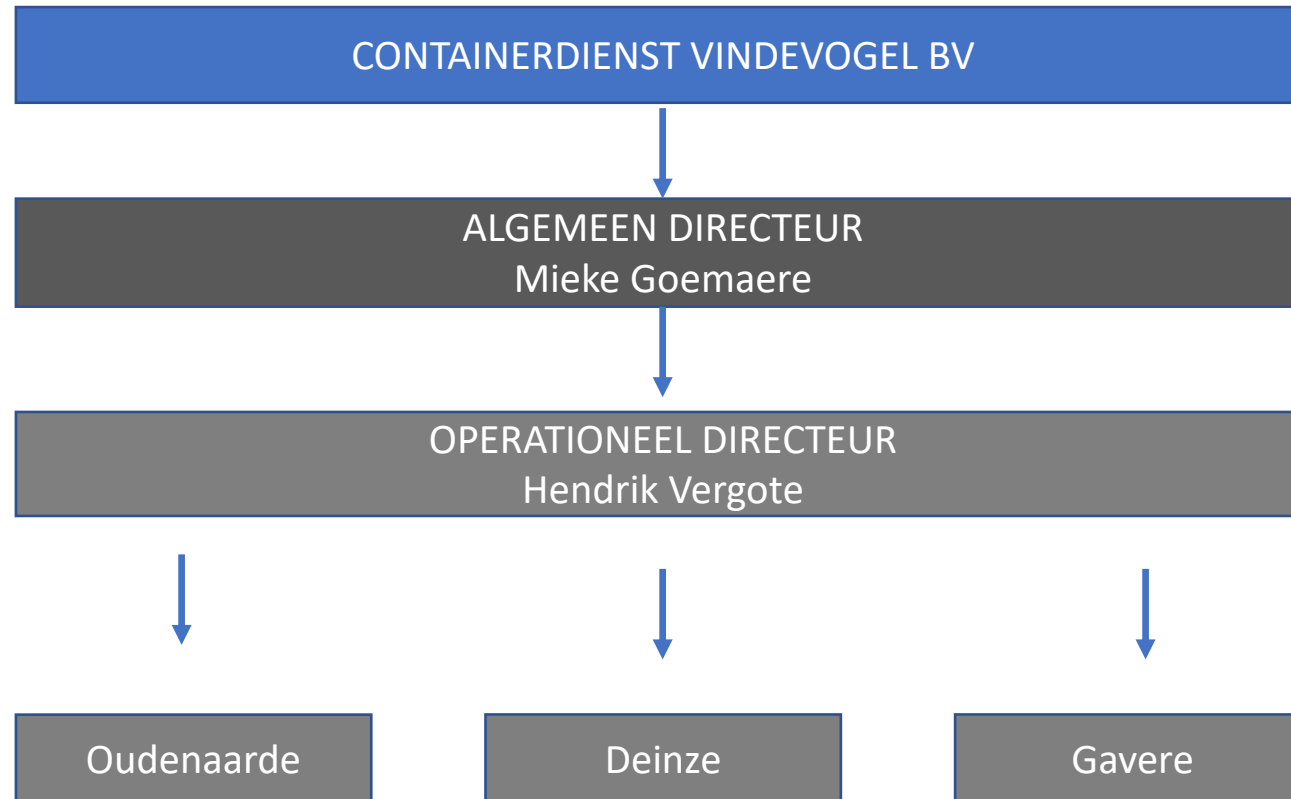 CONTAINERDIENST VINDEVOGEL BV
ALGEMEEN DIRECTEUR
Mieke Goemaere
OPERATIONEEL DIRECTEUR
Hendrik Vergote
Oudenaarde
Deinze
Gavere